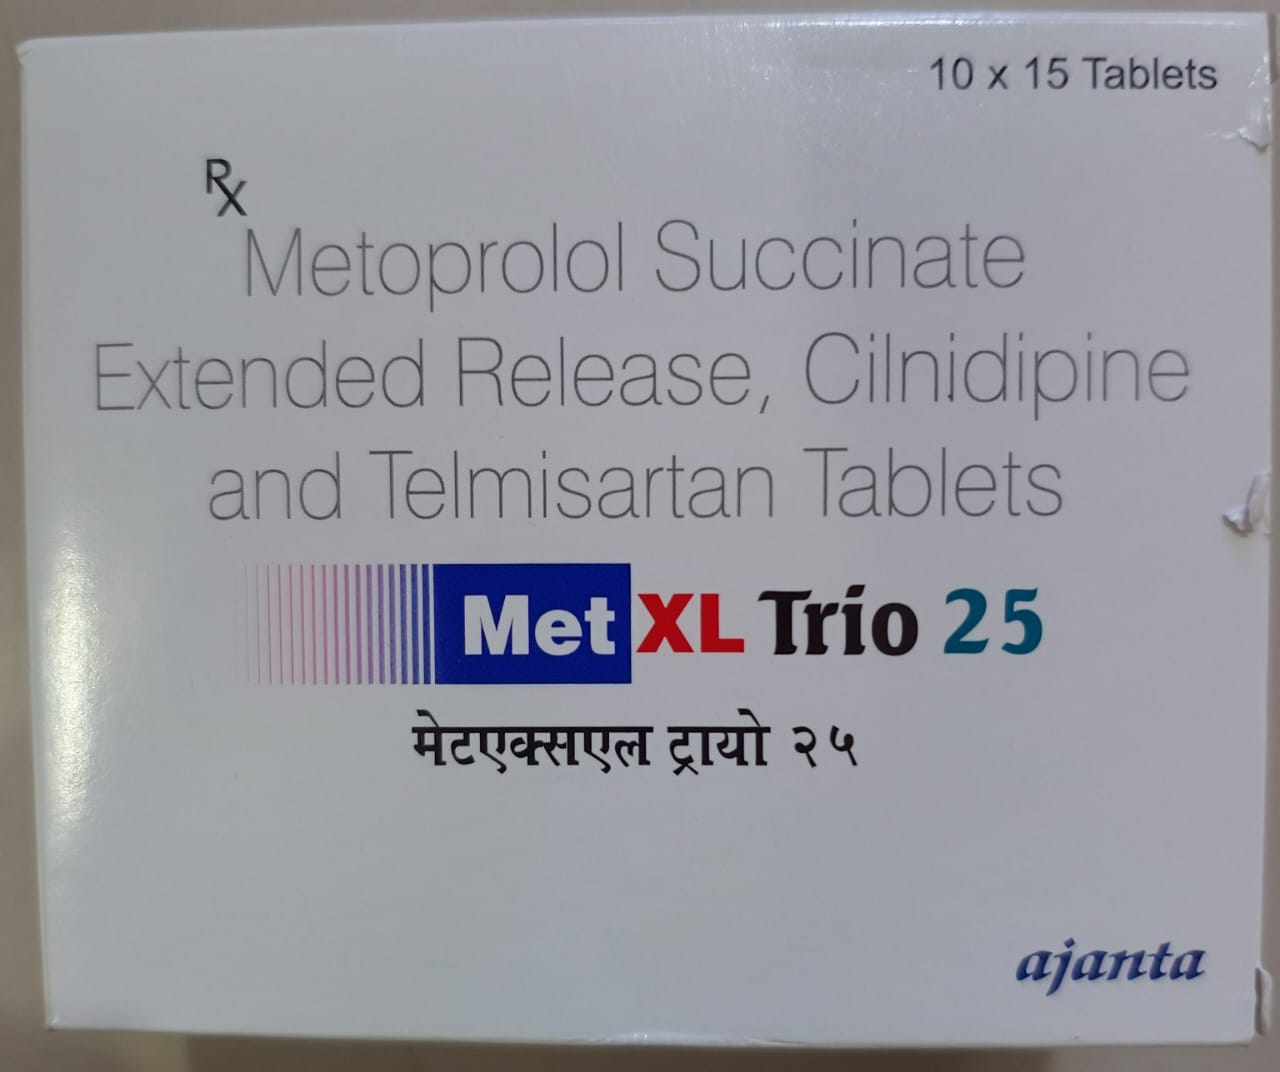 10 x 15 Tablets
Rx
Metoprolol Succinate
Extended Release, Cilnidipine
and Telmisartan Tablets
Met XL Trio 25
मेटएक्सएल ट्रायो २५
ajanta